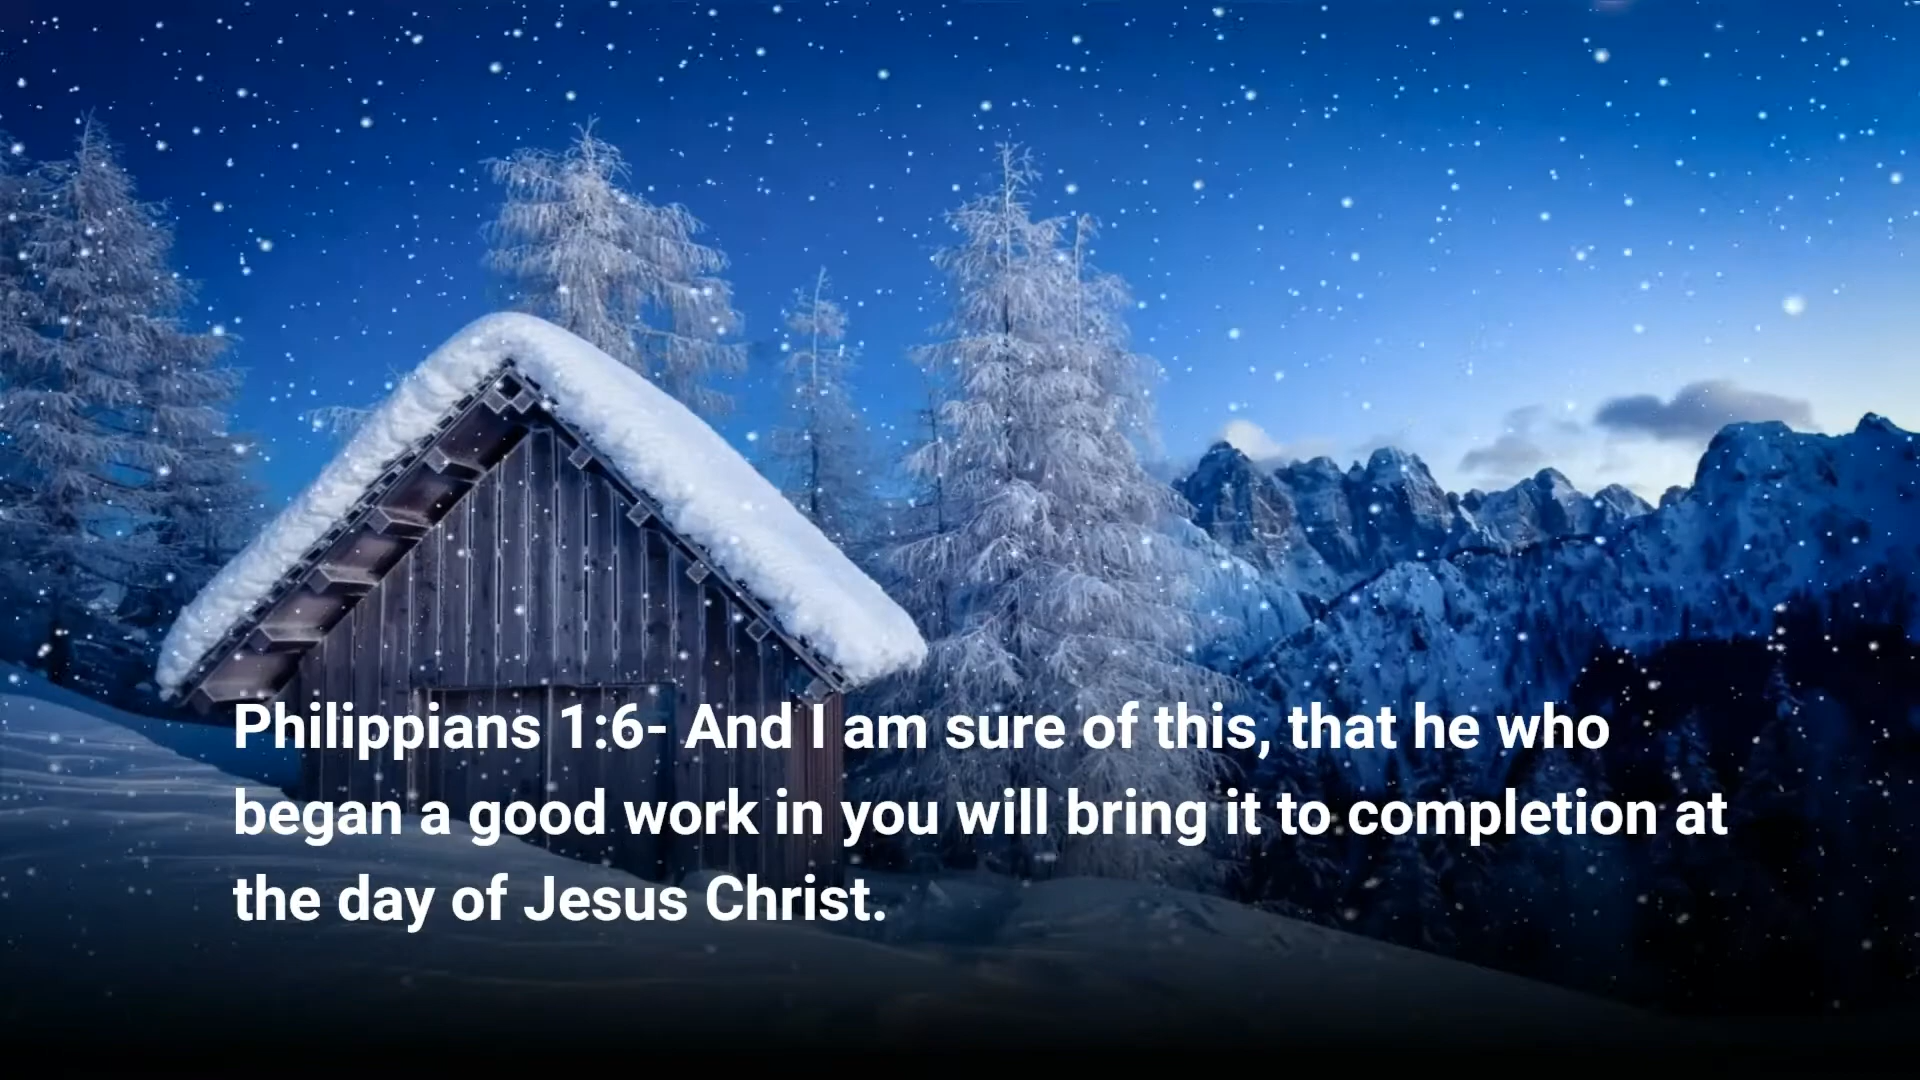 Philippians 1:6- And I am sure of this, that he who
began a good work in you will bring it to completion at
the day of Jesus Christ.